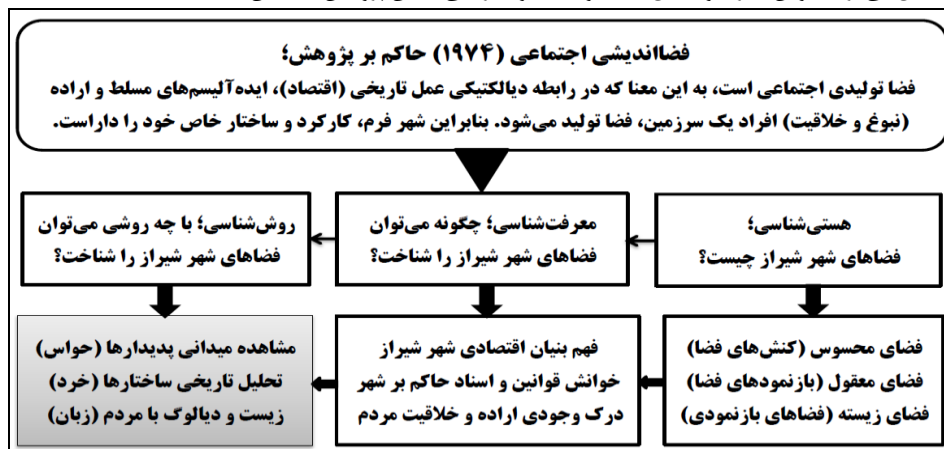 فضااندیشی اجتماعی (۱۹۷۴) حاکم بر پژوهش؛
فضا تولیدی اجتماعی است، به این معنا که در رابطه دیالکتیکی عمل تاریخی (اقتصاد)، ایده‌آلیسم‌های مسلط و اراده
(نبوغ و خلاقیت) افراد یک سرزمین، فضا تولید می‌شود. بنابراین شهر فرم، کارکرد و ساختار خاص خود را داراست.
هستی‌شناسی؛
فضاهای شهر شیراز چیست؟
معرفت‌شناسی؛ چگونه می‌توان
فضاهای شهر شیراز را شناخت؟
روش‌شناسی؛ با چه روشی می‌توان
فضاهای شهر شیراز را شناخت؟
فضای محسوس (کنش‌های فضا)
فضای معقول (بازنمودهای فضا)
فضای زیسته (فضاهای بازنمودی)
فهم بنیان اقتصادی شهر شیراز
خوانش قوانین و اسناد حاکم بر شهر
درک وجودی اراده و خلاقیت مردم
مشاهده میدانی پدیدارها (حواس)
تحلیل تاریخی ساختارها (خرد)
زیست و دیالوگ با مردم (زبان)